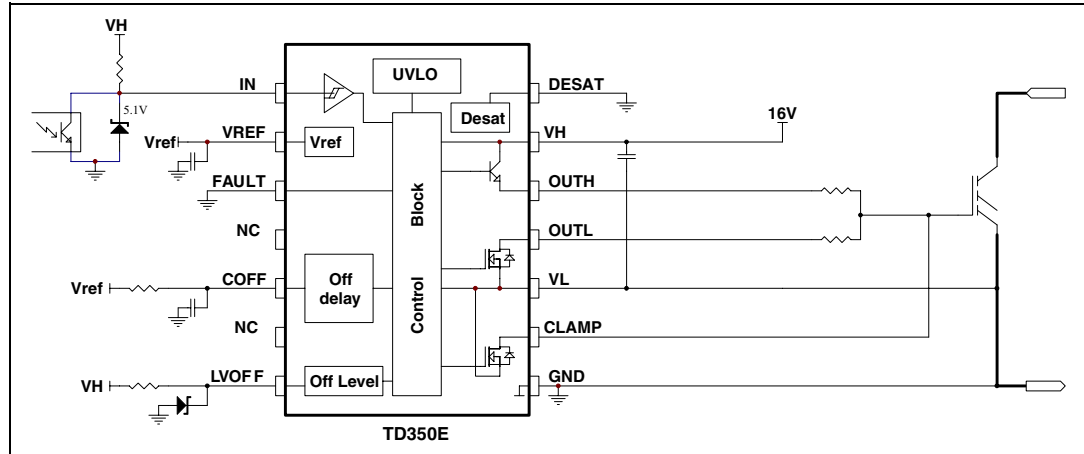 VH
IN
5.1V
Vref
VREF
FAULT
NC
Vref
COFF
NC
VH
LVOFF
UVLO
Desat
Vref
Off
delay
Off Level
Control
Block
DESAT
VH
16V
OUTH
OUTL
VL
CLAMP
GND
TD350E